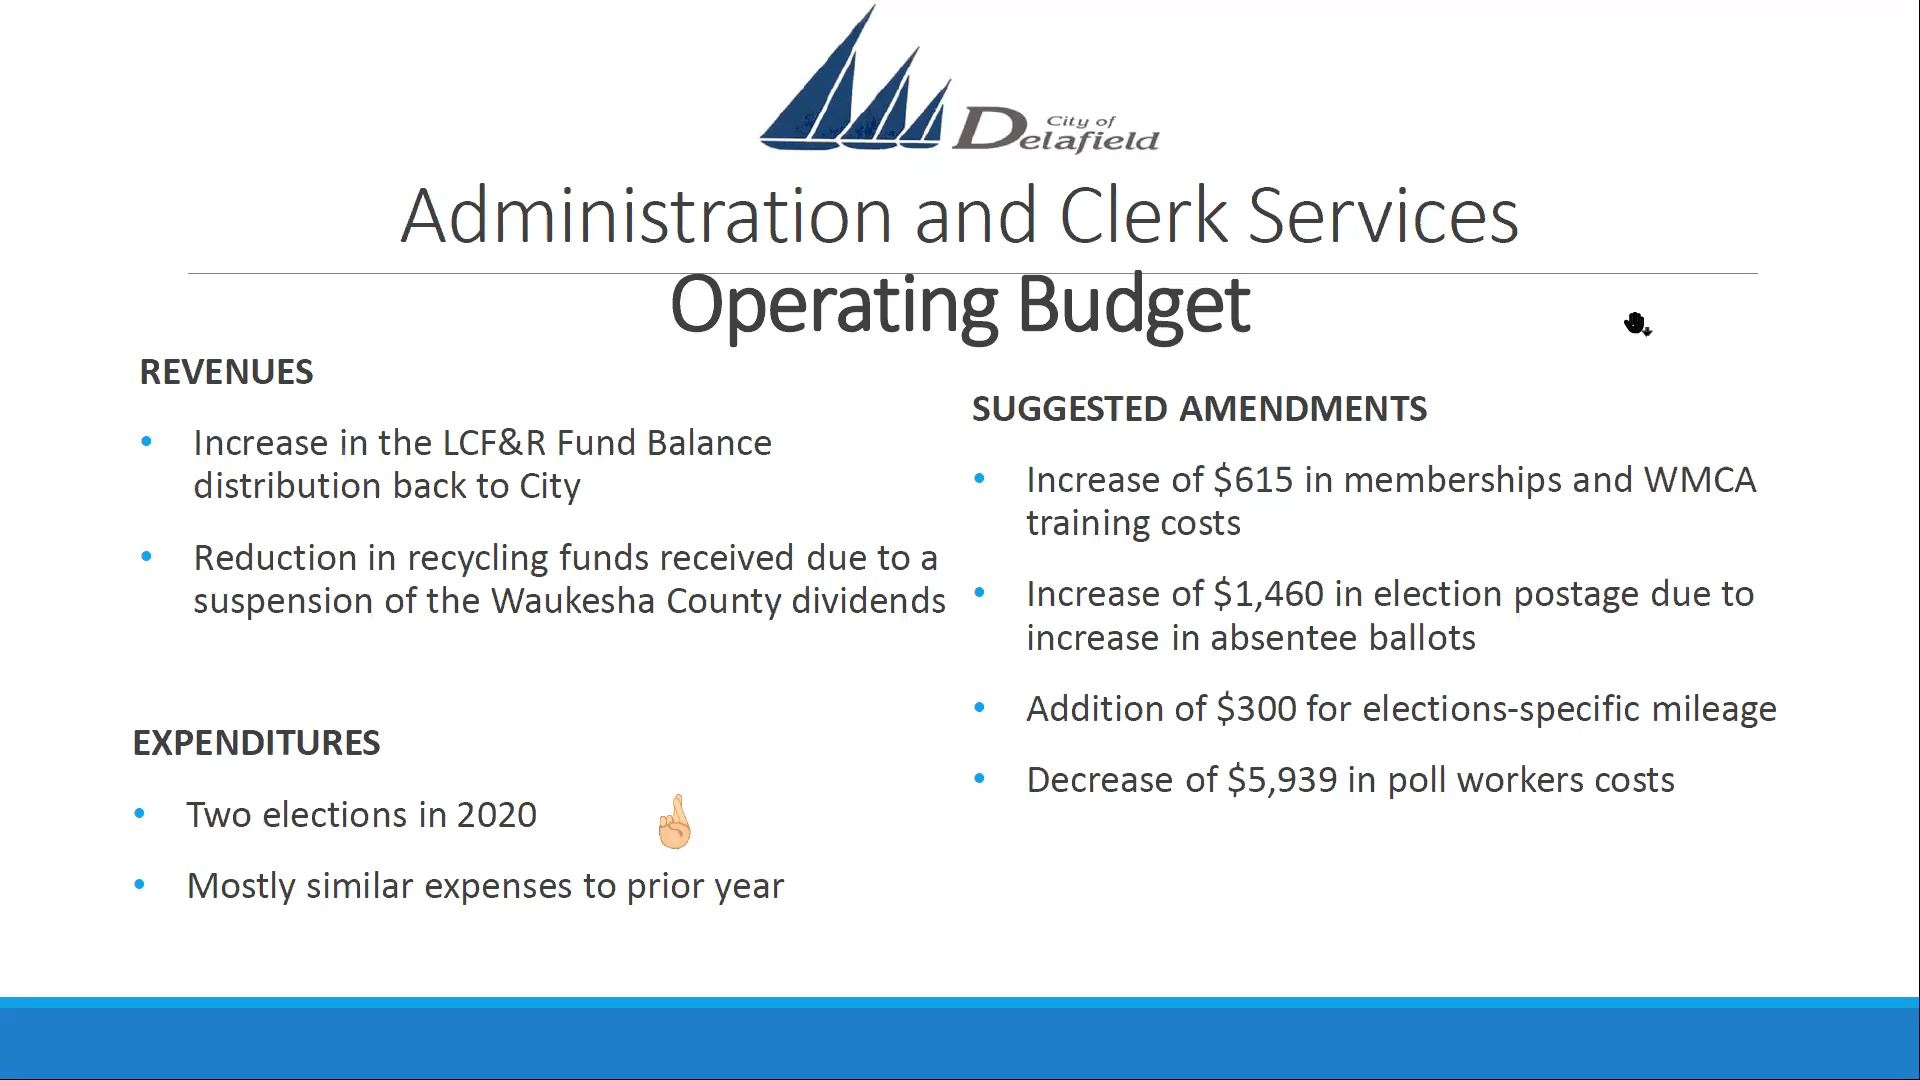 City of
Delafield
Administration and Clerk Services
Operating Budget
REVENUES
• Increase in the LCF&R Fund Balance
distribution back to City
• Reduction in recycling funds received due to a
suspension of the Waukesha County dividends
EXPENDITURES
• Two elections in 2020
• Mostly similar expenses to prior year
SUGGESTED AMENDMENTS
• Increase of $615 in memberships and WMCA
training costs
• Increase of $1,460 in election postage due to
increase in absentee ballots
• Addition of $300 for elections-specific mileage
• Decrease of $5,939 in poll workers costs